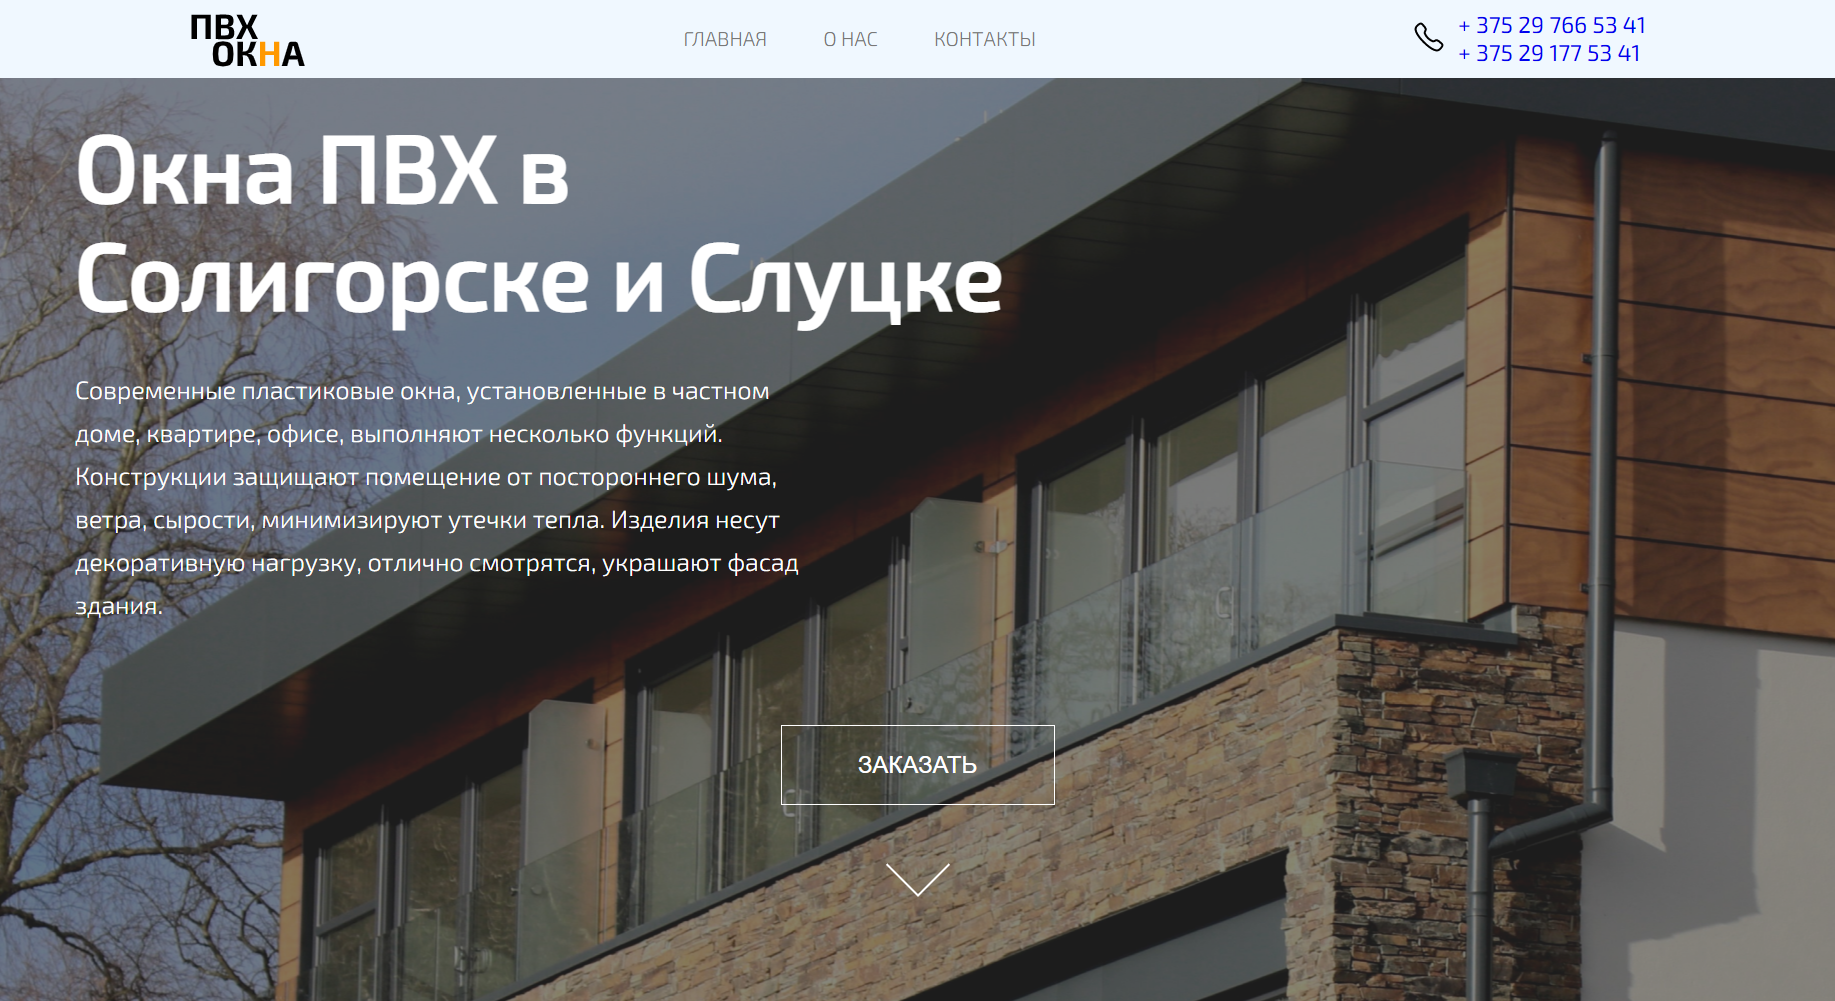 ПВХ
ОКНА
ГЛАВНАЯ
О НАС
КОНТАКТЫ
+ 375 29 766 53 41
+ 375 29 177 53 41
Окна ПВХ в
Солигорске и Слуцке
Современные пластиковые окна, установленные в частном
доме, квартире, офисе, выполняют несколько функций.
Конструкции защищают помещение от постороннего шума,
ветра, сырости, минимизируют утечки тепла. Изделия несут
декоративную нагрузку, отлично смотрятся, украшают фасад
здания.
ЗАКАЗАТЬ